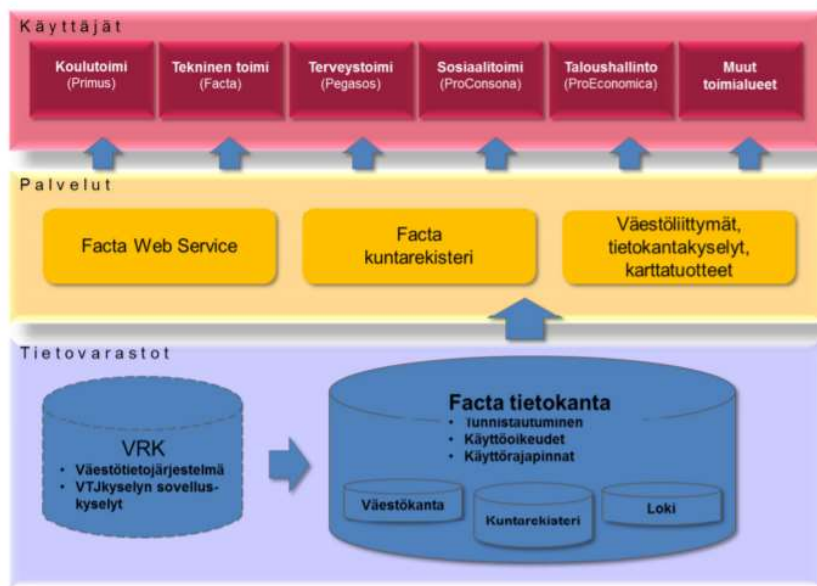 Käyttäjät
Koulutoimi
(Primus)
Tekninen toimi
(Facta)
Terveystoimi
(Pegasos)
Sosiaalitoimi
(ProConsona)
Taloushallinto
(ProEconomica)
Muut
toimialueet
Palvelut
Facta Web Service
Facta
kuntarekisteri
Väestöliittymät,
tietokantakyselyt,
karttatuotteet
Tietovarastot
VRK
• Väestötietojärjestelmä
• VTJkyselyn sovellus-
kyselyt
Facta tietokanta
• Tunnistautuminen
• Käyttöoikeudet
• Käyttörajapinnat
Väestökanta
Kuntarekisteri
Loki